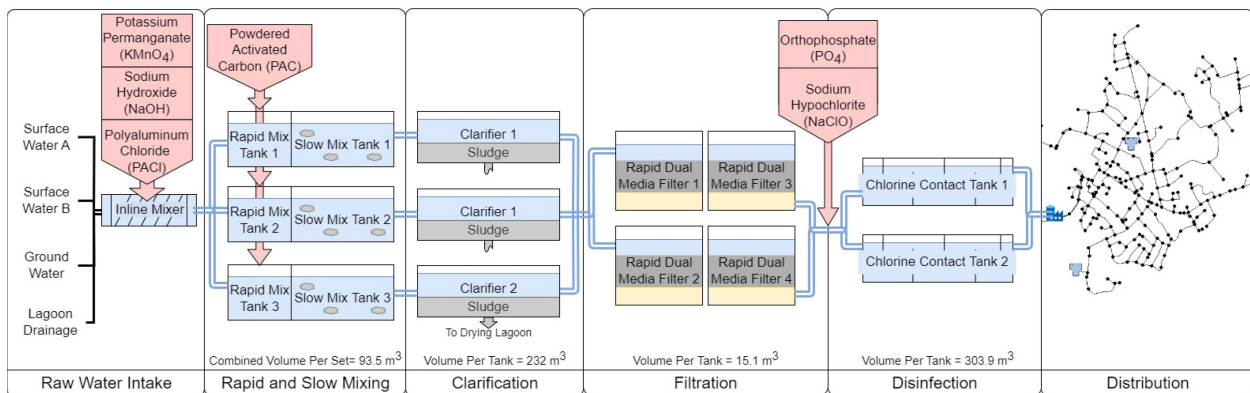 Potassium
Permanganate
(KMnO4)
Sodium
Hydroxide
(NaOH)
Polyaluminum
Chloride
(PACl)
Surface
Water A
Surface
Water B
Ground
Water
Lagoon
Drainage
Inline Mixer
Raw Water Intake
Powdered
Activated
Carbon (PAC)
Rapid Mix
Tank 1
Slow Mix Tank 1
Rapid Mix
Tank 2
Slow Mix Tank 2
Rapid Mix
Tank 3
Slow Mix Tank 3
Combined Volume Per Set= 93.5 m³
Rapid and Slow Mixing
Clarifier 1
Sludge
Clarifier 1
Sludge
Clarifier 2
Sludge
To Drying Lagoon
Volume Per Tank = 232 m³
Clarification
Rapid Dual
Media Filter 1
Rapid Dual
Media Filter 3
Rapid Dual
Media Filter 2
Rapid Dual
Media Filter 4
Volume Per Tank = 15.1 m³
Filtration
Orthophosphate
(PO4)
Sodium
Hypochlorite
(NaClO)
Chlorine Contact Tank 1
Chlorine Contact Tank 2
Volume Per Tank = 303.9 m³
Disinfection
Distribution